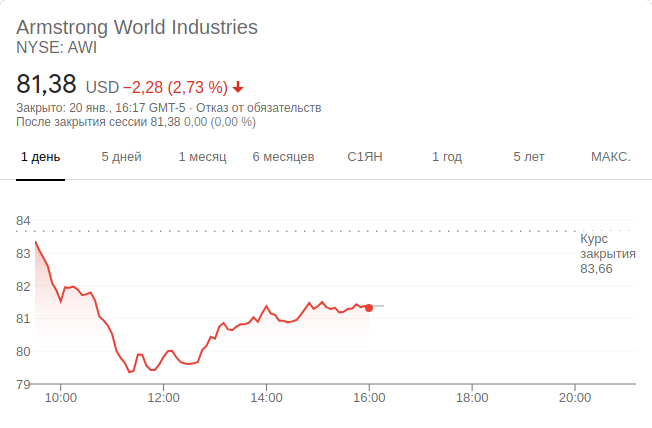 Armstrong World Industries
NYSE: AWI
81,38 USD −2,28 (2,73 %)
Закрыто: 20 янв., 16:17 GMT-5 · Отказ от обязательств
После закрытия сессии 81,38 0,00 (0,00 %)
1 день 5 дней 1 месяц 6 месяцев С1ЯН 1 год 5 лет МАКС.
84
Курс
закрытия
83,66
83
82
81
80
79
10:00 12:00 14:00 16:00 18:00 20:00